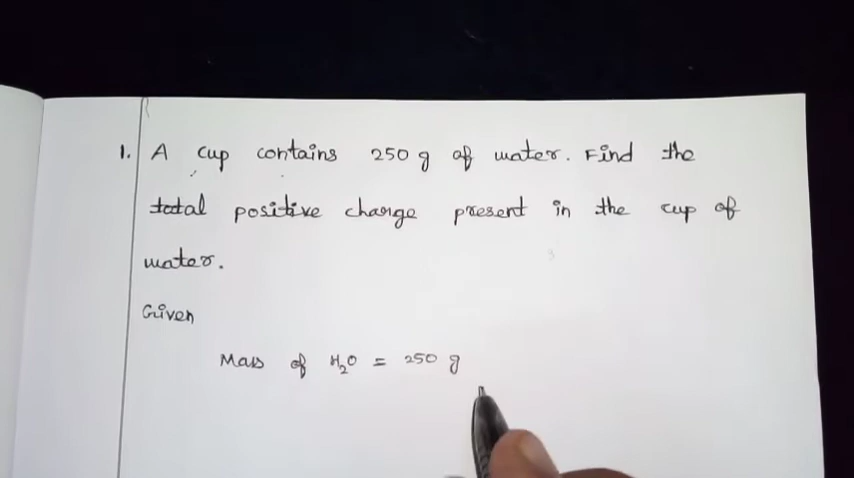 1. A cup contains 250 g of water. Find the
total positive charge present in the cup of
water.
Given
Mass of H₂O = 250 g